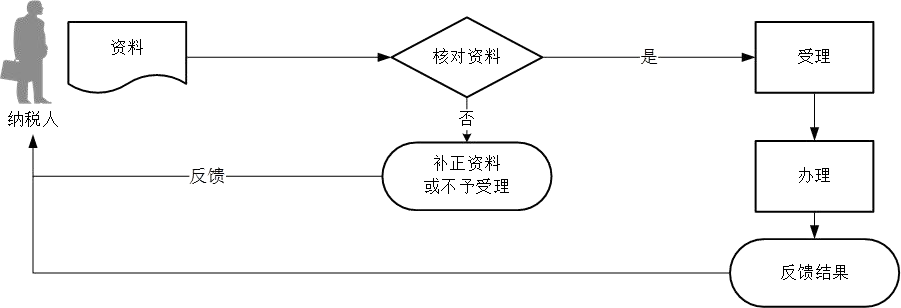 资料
核对资料
是
受理
纳税人
否
补正资料
或不予受理
反馈
办理
反馈结果